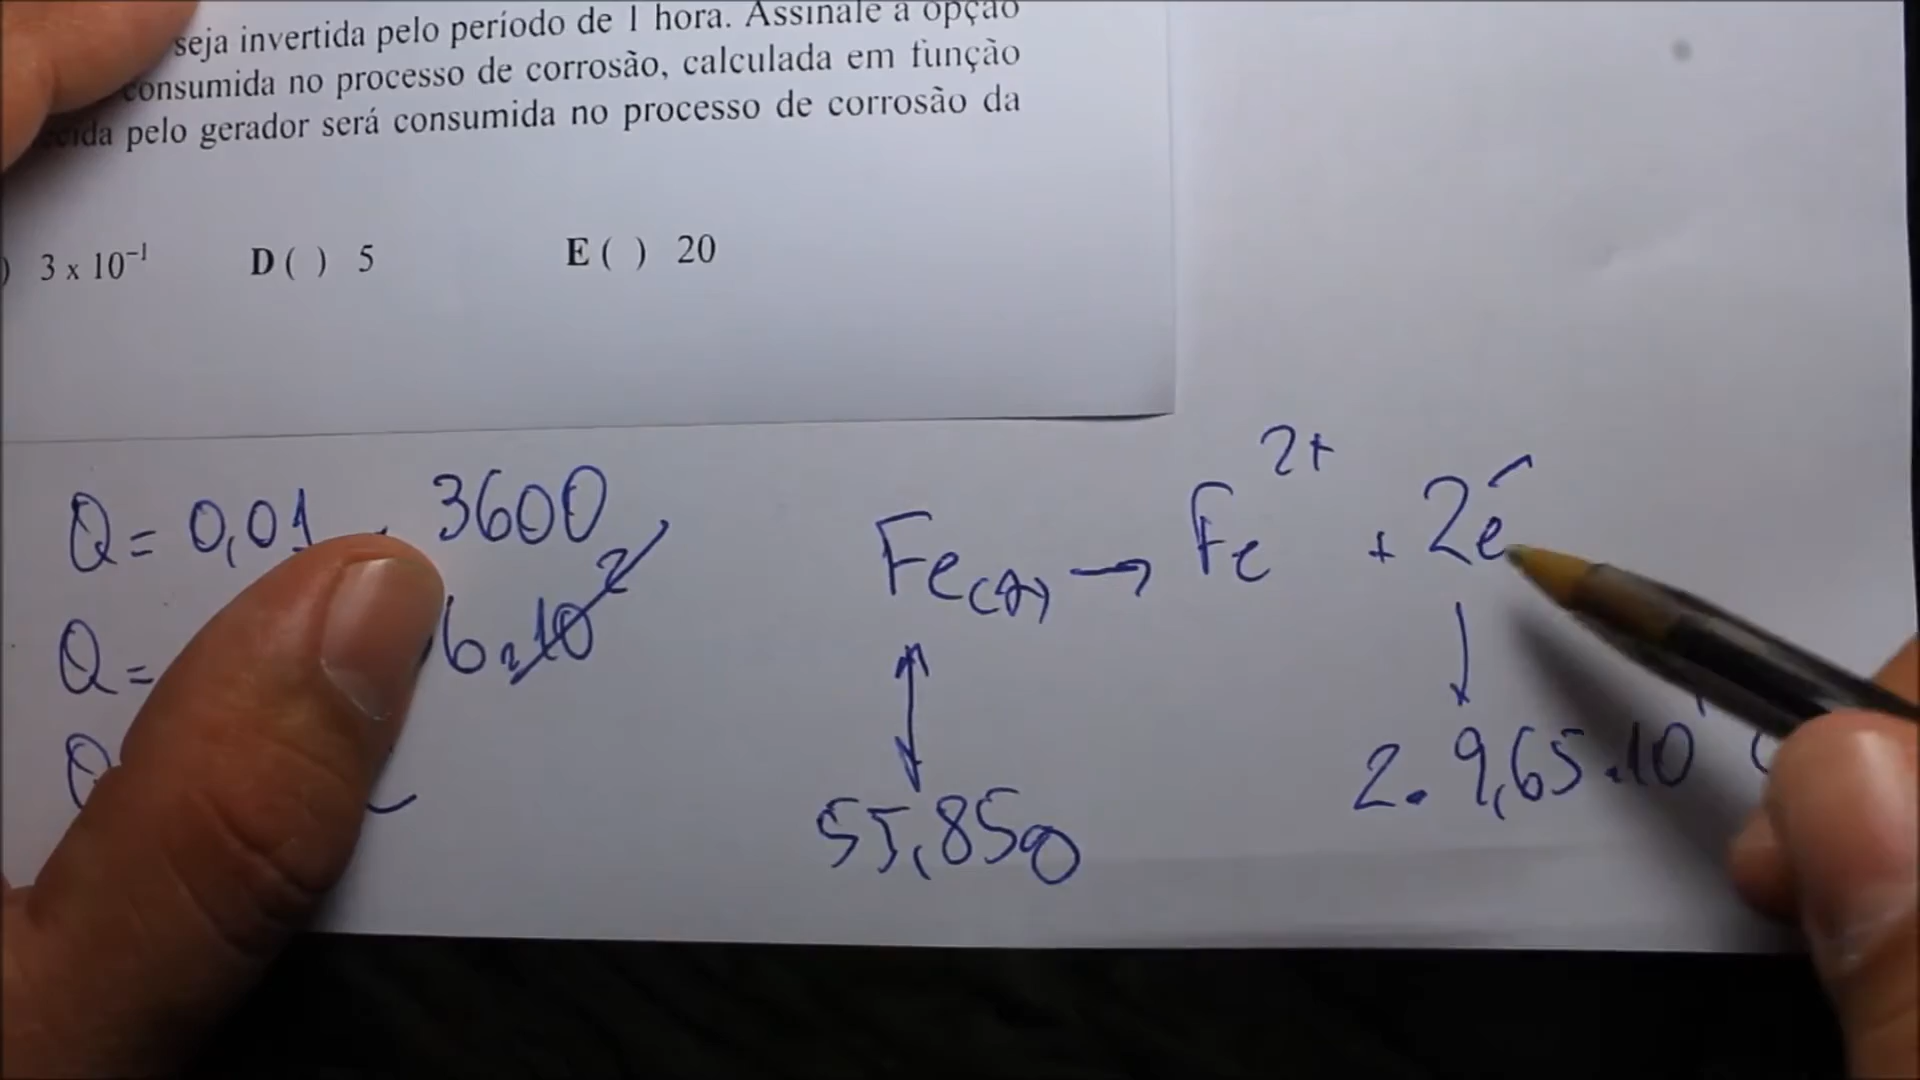 seja invertida pelo período de 1 hora. Assinale a opção
consumida no processo de corrosão, calculada em função
pelo gerador será consumida no processo de corrosão da
) 3 x 10⁻¹ D ( ) 5 E ( ) 20
Q = 0,01 . 3600
Fe(s) → Fe²⁺ + 2e⁻
Q =
55,85g
2. 9,65.10